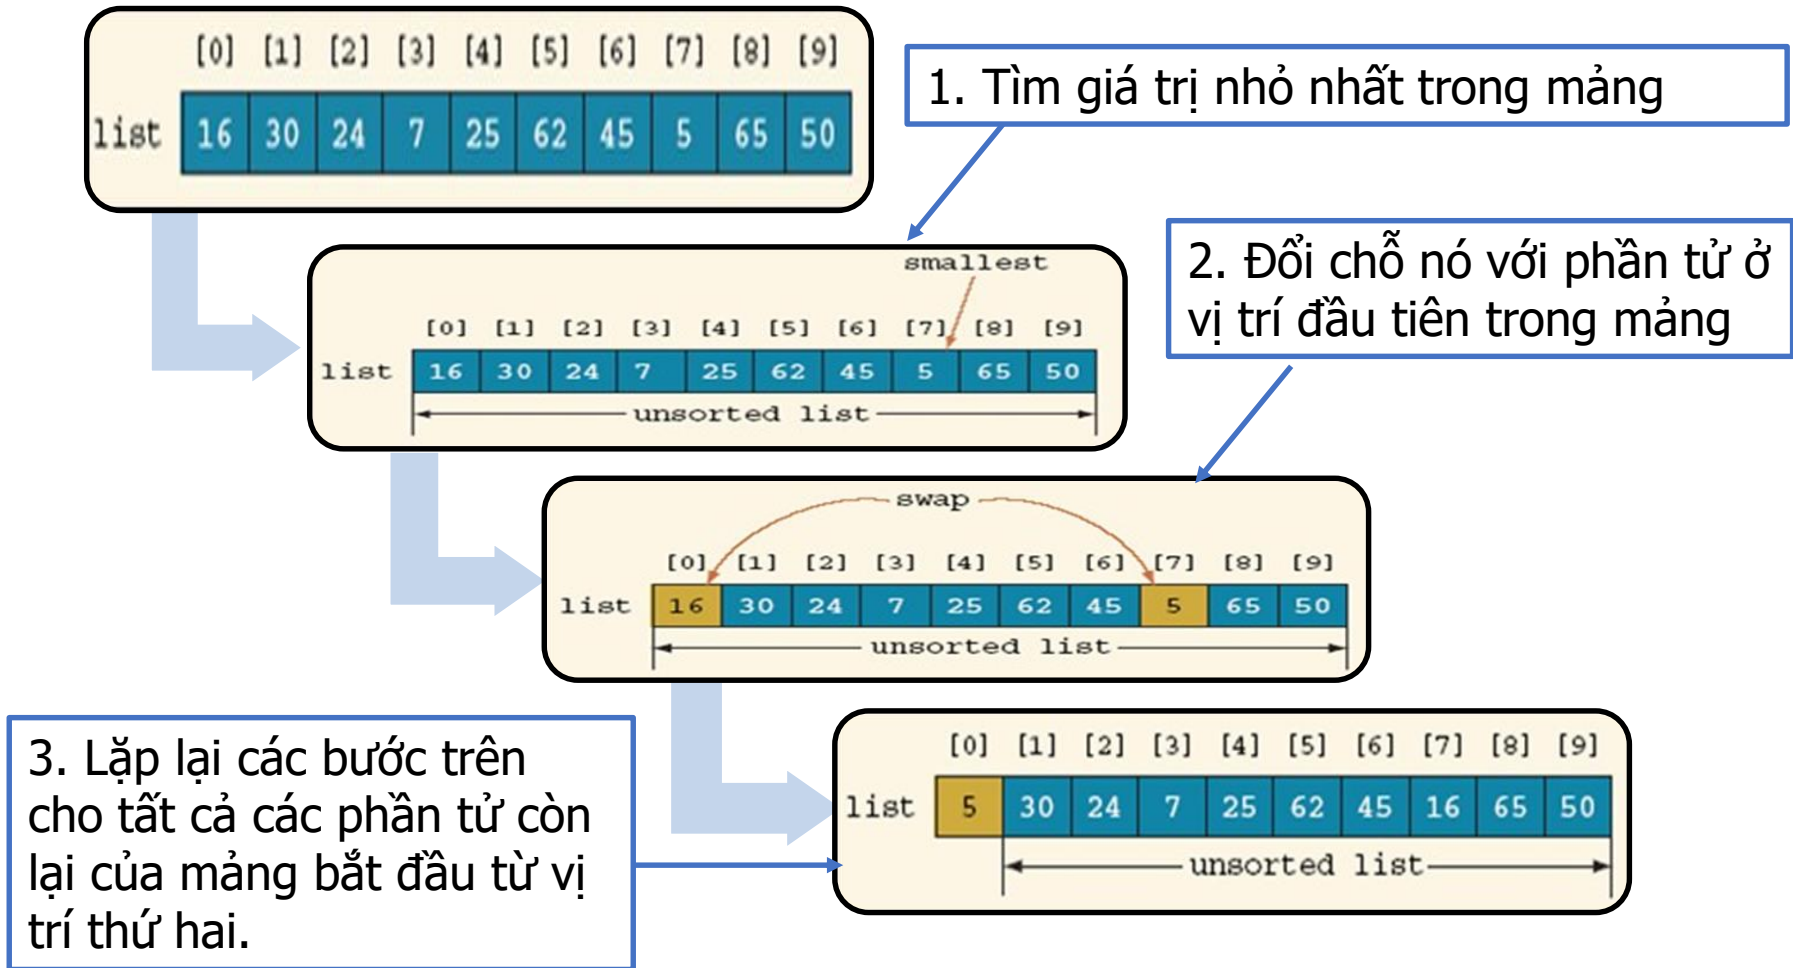 [0] [1] [2] [3] [4] [5] [6] [7] [8] [9]
list 16 30 24 7 25 62 45 5 65 50
1. Tìm giá trị nhỏ nhất trong mảng
smallest
[0] [1] [2] [3] [4] [5] [6] [7] [8] [9]
list 16 30 24 7 25 62 45 5 65 50
unsorted list
2. Đổi chỗ nó với phần tử ở
vị trí đầu tiên trong mảng
swap
[0] [1] [2] [3] [4] [5] [6] [7] [8] [9]
list 16 30 24 7 25 62 45 5 65 50
unsorted list
3. Lặp lại các bước trên
cho tất cả các phần tử còn
lại của mảng bắt đầu từ vị
trí thứ hai.
[0] [1] [2] [3] [4] [5] [6] [7] [8] [9]
list 5 30 24 7 25 62 45 16 65 50
unsorted list